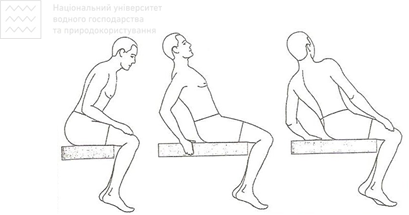 Національний університет
водного господарства
та природокористування